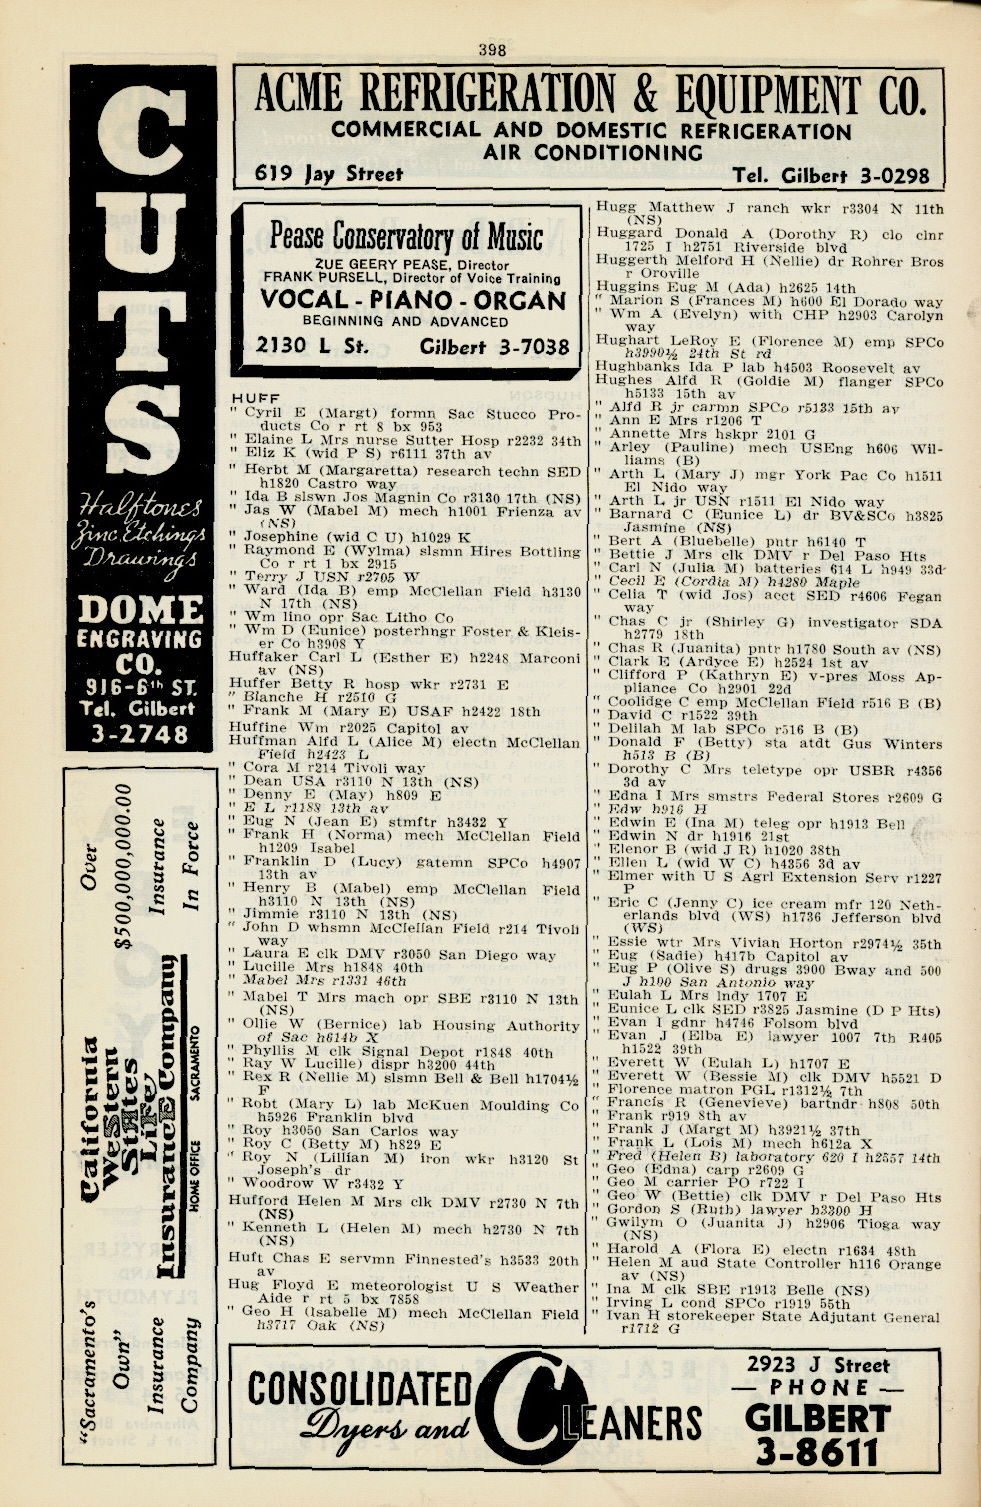 398
CUTS
Halftones
Zinc Etchings
Drawings
DOME
ENGRAVING
CO.
916-6th ST.
Tel. Gilbert
3-2748
"Sacramento's Own" Insurance Company
California
Western
States
Life
Insurance Company
HOME OFFICE SACRAMENTO
Over
$500,000,000.00
Insurance
In Force
ACME REFRIGERATION & EQUIPMENT CO.
COMMERCIAL AND DOMESTIC REFRIGERATION
AIR CONDITIONING
619 Jay Street Tel. Gilbert 3-0298
Pease Conservatory of Music
ZUE GEERY PEASE, Director
FRANK PURSELL, Director of Voice Training
VOCAL - PIANO - ORGAN
BEGINNING AND ADVANCED
2130 L St. Gilbert 3-7038
HUFF
" Cyril E (Margt) formn Sac Stucco Pro-
ducts Co r rt 8 bx 953
" Elaine L Mrs nurse Sutter Hosp r2232 34th
" Eliz K (wid P S) r6111 37th av
" Herbt M (Margaretta) research techn SED
h1820 Castro way
" Ida B slswn Jos Magnin Co r3130 17th (NS)
" Jas W (Mabel M) mech h1001 Frienza av
(NS)
" Josephine (wid C U) h1029 K
" Raymond E (Wylma) slsmn Hires Bottling
Co r rt 1 bx 2915
" Terry J USN r2705 W
" Ward (Ida B) emp McClellan Field h3130
N 17th (NS)
" Wm lino opr Sac Litho Co
" Wm D (Eunice) posterhngr Foster & Kleis-
er Co h3908 Y
Huffaker Carl L (Esther E) h2248 Marconi
av (NS)
Huffer Betty R hosp wkr r2731 E
" Blanche H r2510 G
" Frank M (Mary E) USAF h2422 18th
Huffine Wm r2025 Capitol av
Huffman Alfd L (Alice M) electn McClellan
Field h2423 L
" Cora M r214 Tivoli way
" Dean USA r3110 N 13th (NS)
" Denny E (May) h809 E
" E L r1188 13th av
" Eug N (Jean E) stmftr h3432 Y
" Frank H (Norma) mech McClellan Field
h1209 Isabel
" Franklin D (Lucy) gatemn SPCo h4907
13th av
" Henry B (Mabel) emp McClellan Field
h3110 N 13th (NS)
" Jimmie r3110 N 13th (NS)
" John D whsmn McClellan Field r214 Tivoli
way
" Laura E clk DMV r3050 San Diego way
" Lucille Mrs h1848 40th
" Mabel Mrs r1331 46th
" Mabel T Mrs mach opr SBE r3110 N 13th
(NS)
" Ollie W (Bernice) lab Housing Authority
of Sac h614b X
" Phyllis M clk Signal Depot r1848 40th
" Ray W Lucille) dispr h3200 44th
" Rex R (Nellie M) slsmn Bell & Bell h1704½
F
" Robt (Mary L) lab McKuen Moulding Co
h5926 Franklin blvd
" Roy h3050 San Carlos way
" Roy C (Betty M) h829 E
" Roy N (Lillian M) iron wkr h3120 St
Joseph's dr
" Woodrow W r3432 Y
Hufford Helen M Mrs clk DMV r2730 N 7th
(NS)
" Kenneth L (Helen M) mech h2730 N 7th
(NS)
Huft Chas E servmn Finnested's h3533 20th
av
Hug Floyd E meteorologist U S Weather
Aide r rt 5 bx 7858
" Geo H (Isabelle M) mech McClellan Field
h3717 Oak (NS)
Hugg Matthew J ranch wkr r3304 N 11th
(NS)
Huggard Donald A (Dorothy R) clo clnr
1725 I h2751 Riverside blvd
Huggerth Melford H (Nellie) dr Rohrer Bros
r Oroville
Huggins Eug M (Ada) h2625 14th
" Marion S (Frances M) h600 El Dorado way
" Wm A (Evelyn) with CHP h2903 Carolyn
way
Hughart LeRoy E (Florence M) emp SPCo
h3990½ 24th St rd
Hughbanks Ida P lab h4503 Roosevelt av
Hughes Alfd R (Goldie M) flanger SPCo
h5133 15th av
" Alfd R jr carmn SPCo r5133 15th av
" Ann E Mrs r1206 T
" Annette Mrs hskpr 2101 G
" Arley (Pauline) mech USEng h606 Wil-
liams (B)
" Arth L (Mary J) mgr York Pac Co h1511
El Nido way
" Arth L jr USN r1511 El Nido way
" Barnard C (Eunice L) dr BV&SCo h3825
Jasmine (NS)
" Bert A (Bluebelle) pntr h6140 T
" Bettie J Mrs clk DMV r Del Paso Hts
" Carl N (Julia M) batteries 614 L h949 33d
" Cecil E (Cordia M) h4280 Maple
" Celia T (wid Jos) acct SED r4606 Fegan
way
" Chas C jr (Shirley G) investigator SDA
h2779 18th
" Chas R (Juanita) pntr h1780 South av (NS)
" Clark E (Ardyce E) h2524 1st av
" Clifford P (Kathryn E) v-pres Moss Ap-
pliance Co h2901 22d
" Coolidge C emp McClellan Field r516 B (B)
" David C r1522 39th
" Delilah M lab SPCo r516 B (B)
" Donald F (Betty) sta atdt Gus Winters
h513 B (B)
" Dorothy C Mrs teletype opr USBR r4356
3d av
" Edna I Mrs smstrs Federal Stores r2609 G
" Edw h916 H
" Edwin E (Ina M) teleg opr h1913 Bell
" Edwin N dr h1916 21st
" Elenor B (wid J R) h1020 38th
" Ellen L (wid W C) h4356 3d av
" Elmer with U S Agrl Extension Serv r1227
P
" Eric C (Jenny C) ice cream mfr 120 Neth-
erlands blvd (WS) h1736 Jefferson blvd
(WS)
" Essie wtr Mrs Vivian Horton r2974½ 35th
" Eug (Sadie) h417b Capitol av
" Eug P (Olive S) drugs 3900 Bway and 500
J h100 San Antonio way
" Eulah L Mrs lndy 1707 E
" Eunice L clk SED r3825 Jasmine (D P Hts)
" Evan I gdnr h4746 Folsom blvd
" Evan J (Elba E) lawyer 1007 7th R405
h1522 39th
" Everett W (Eulah L) h1707 E
" Everett W (Bessie M) clk DMV h5521 D
" Florence matron PGL r1312½ 7th
" Francis R (Genevieve) bartndr h808 50th
" Frank r919 8th av
" Frank J (Margt M) h3921½ 37th
" Frank L (Lois M) mech h612a X
" Fred (Helen B) laboratory 620 I h2557 14th
" Geo (Edna) carp r2609 G
" Geo M carrier PO r722 I
" Geo W (Bettie) clk DMV r Del Paso Hts
" Gordon S (Ruth) lawyer h3300 H
" Gwilym O (Juanita J) h2906 Tioga way
(NS)
" Harold A (Flora E) electn r1634 48th
" Helen M aud State Controller h116 Orange
av (NS)
" Ina M clk SBE r1913 Belle (NS)
" Irving L cond SPCo r1919 55th
" Ivan H storekeeper State Adjutant General
r1712 G
CONSOLIDATED
Dyers and CLEANERS
2923 J Street
— PHONE —
GILBERT
3-8611